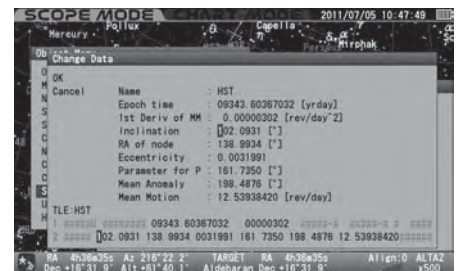 SCOPE MODE 2011/07/05 10:47:49
Pollux Capella
Mercury α η α
Mirphak
Change Data
OK
Cancel Name : HST
Epoch time : 09343.60367032 [yrday]
1st Deriv of MM : 0.00000302 [rev/day^2]
Inclination : 02.0931 [°]
RA of node : 138.9934 [°]
Eccentricity : 0.0031991
Parameter for P : 161.7350 [°]
Mean Anomaly : 198.4876 [°]
Mean Motion : 12.53938420 [rev/day]
TLE:HST
1 #####U ######## 09343 60367032 00000302 #####-# #####-# # ####
2 ##### 02 0931 138 9934 0031991 161 7350 198 4876 12 53938420######
RA 4h36m35s Az 216°22'2" TARGET RA 4h36m35s Align:0 ALTAZ
Dec +16°31'9" Alt +61°40'1" Aldebaran Dec +16°31'9" x500